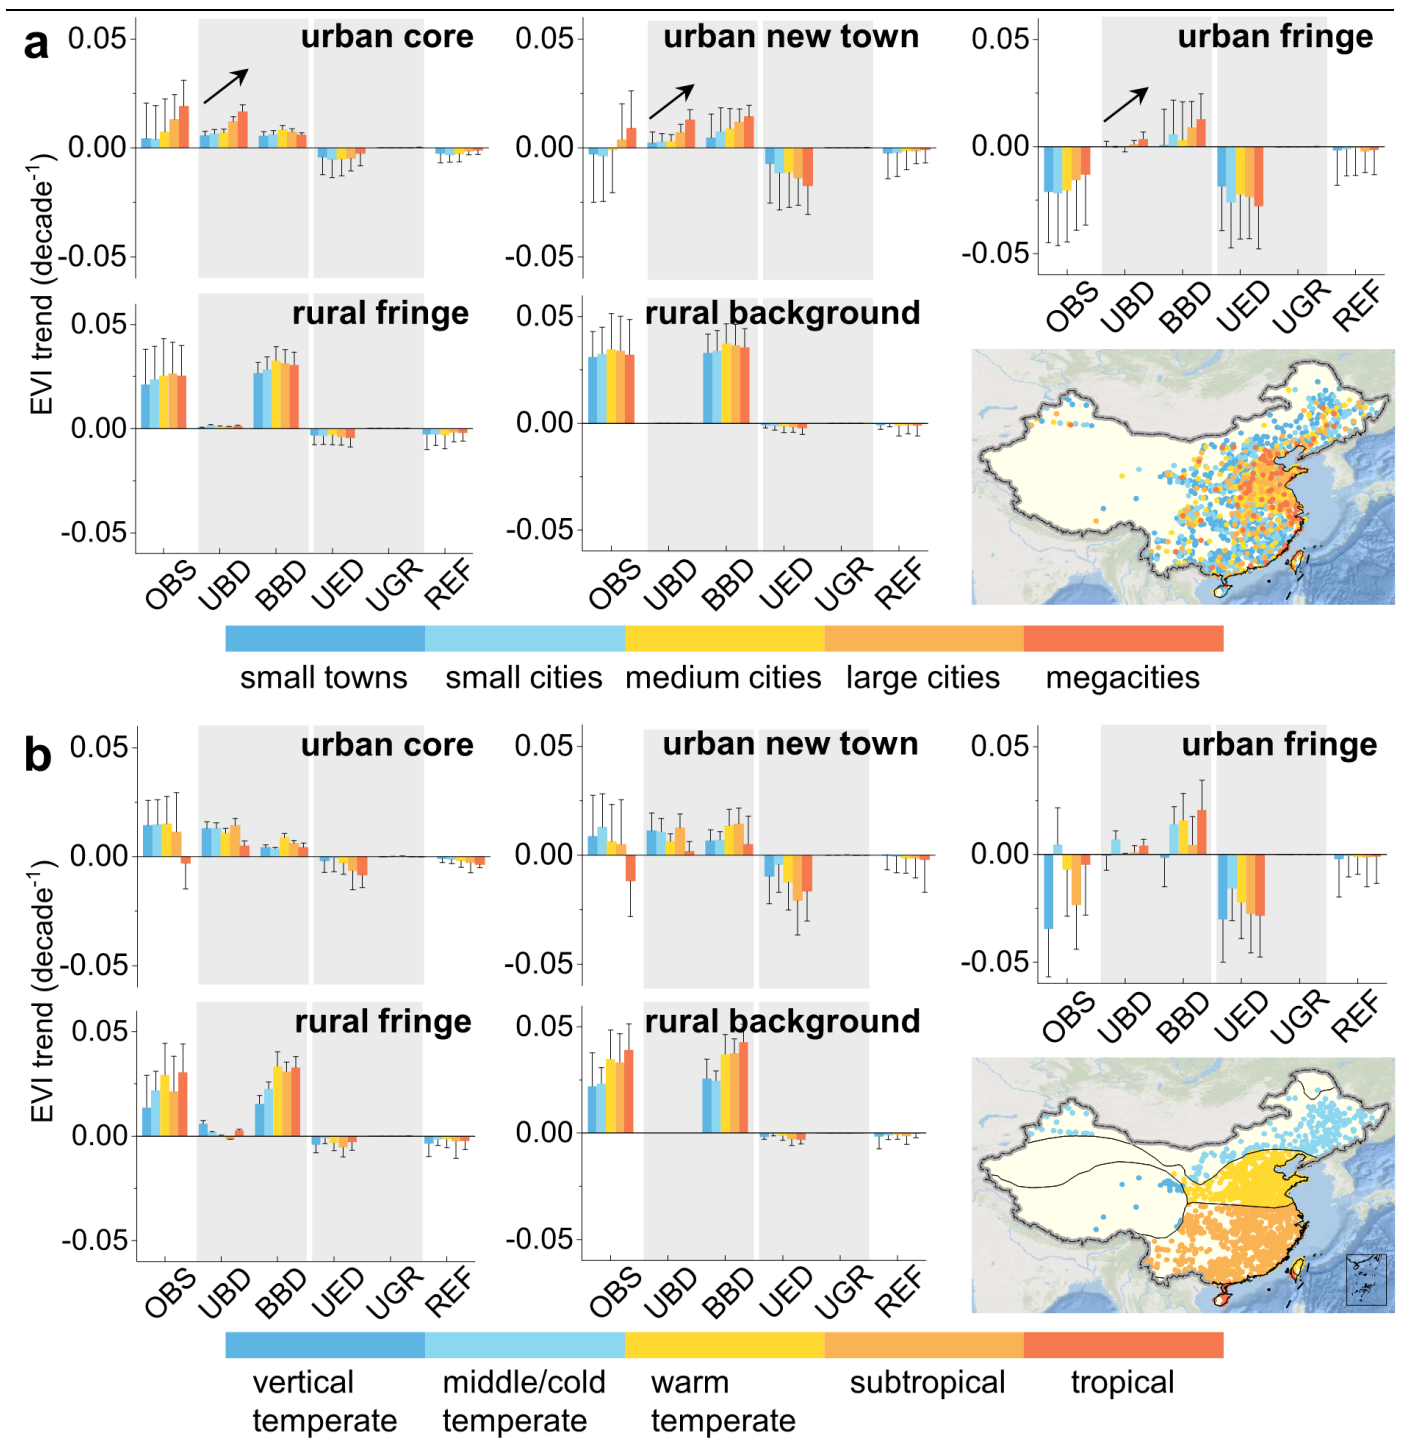 a
urban core
urban new town
urban fringe
0.05
0.00
-0.05
0.05
0.00
-0.05
0.05
0.00
-0.05
OBS
UBD
BBD
UED
UGR
REF
EVI trend (decade-1)
rural fringe
rural background
0.05
0.00
-0.05
0.05
0.00
-0.05
OBS
UBD
BBD
UED
UGR
REF
OBS
UBD
BBD
UED
UGR
REF
small towns
small cities
medium cities
large cities
megacities
b
urban core
urban new town
urban fringe
0.05
0.00
-0.05
0.05
0.00
-0.05
0.05
0.00
-0.05
OBS
UBD
BBD
UED
UGR
REF
EVI trend (decade-1)
rural fringe
rural background
0.05
0.00
-0.05
0.05
0.00
-0.05
OBS
UBD
BBD
UED
UGR
REF
OBS
UBD
BBD
UED
UGR
REF
vertical
temperate
middle/cold
temperate
warm
temperate
subtropical
tropical